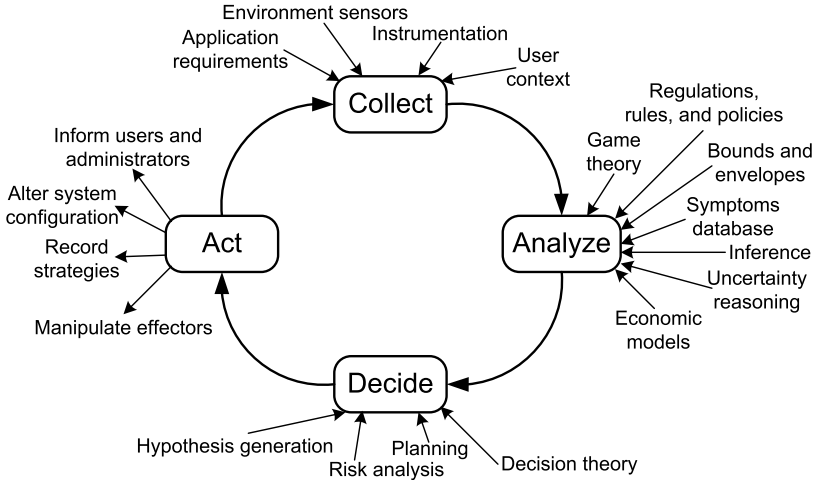 Environment sensors
Application
requirements
Instrumentation
User
context
Collect
Regulations,
rules, and policies
Game
theory
Bounds and
envelopes
Symptoms
database
Inference
Uncertainty
reasoning
Economic
models
Analyze
Inform users and
administrators
Alter system
configuration
Record
strategies
Manipulate effectors
Act
Decide
Hypothesis generation
Risk analysis
Planning
Decision theory